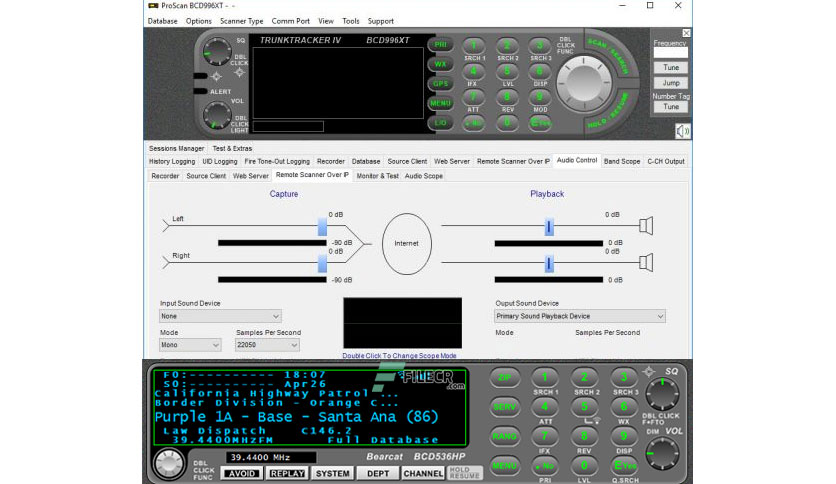 ProScan BCD996XT - -
Database Options Scanner Type Comm Port View Tools Support
SQ
DBL
CLICK
ALERT
VOL
DBL
CLICK
LIGHT
TRUNKTRACKER IV BCD996XT
PRI
WX
GPS
MENU
L/O
1 2 3
SRCH 1 SRCH 2 SRCH 3
4 5 6
IFX LVL DISP
7 8 9
ATT REV MOD
. No 0 E Yes
DBL
CLICK
FUNC
SCAN / SEARCH
HOLD / RESUME
Frequency
Tune
Jump
Number Tag
Tune
Sessions Manager Test & Extras
History Logging UID Logging Fire Tone-Out Logging Recorder Database Source Client Web Server Remote Scanner Over IP Audio Control Band Scope C-CH Output
Recorder Source Client Web Server Remote Scanner Over IP Monitor & Test Audio Scope
Capture Playback
Left 0 dB 0 dB
-90 dB 0 dB
Internet
Right 0 dB 0 dB
-90 dB 0 dB
Input Sound Device Ouput Sound Device
None Primary Sound Playback Device
Mode Samples Per Second Mode Samples Per Second
Mono 22050
Double Click To Change Scope Mode
F0:----------- 18:07
S0:----------- Apr26
California Highway Patrol ...
Border Division - Orange C...
Purple 1A - Base - Santa Ana (86)
Law Dispatch C146.2
39.4400MHzFM Full Database
FILECR
.com
39.4400 MHz Bearcat BCD536HP
DBL
CLICK
FUNC
AVOID REPLAY SYSTEM DEPT CHANNEL HOLD
RESUME
ZIP
SERV
RANG
MENU
1 2 3
SRCH 1 SRCH 2 SRCH 3
4 5 6
ATT WX
7 8 9
IFX REV DISP
. No 0 E Yes
PRI LVL Q.SRCH
SQ
DBL CLICK
F+FTO
DIM VOL